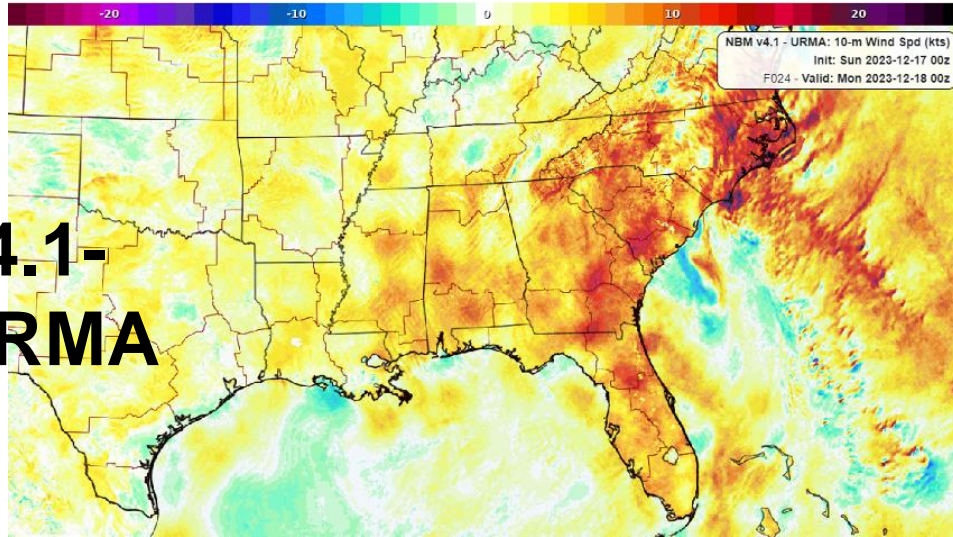 -20 -10 0 10 20
NBM v4.1 - URMA: 10-m Wind Spd (kts)
Init: Sun 2023-12-17 00z
F024 - Valid: Mon 2023-12-18 00z
4.1-
RMA